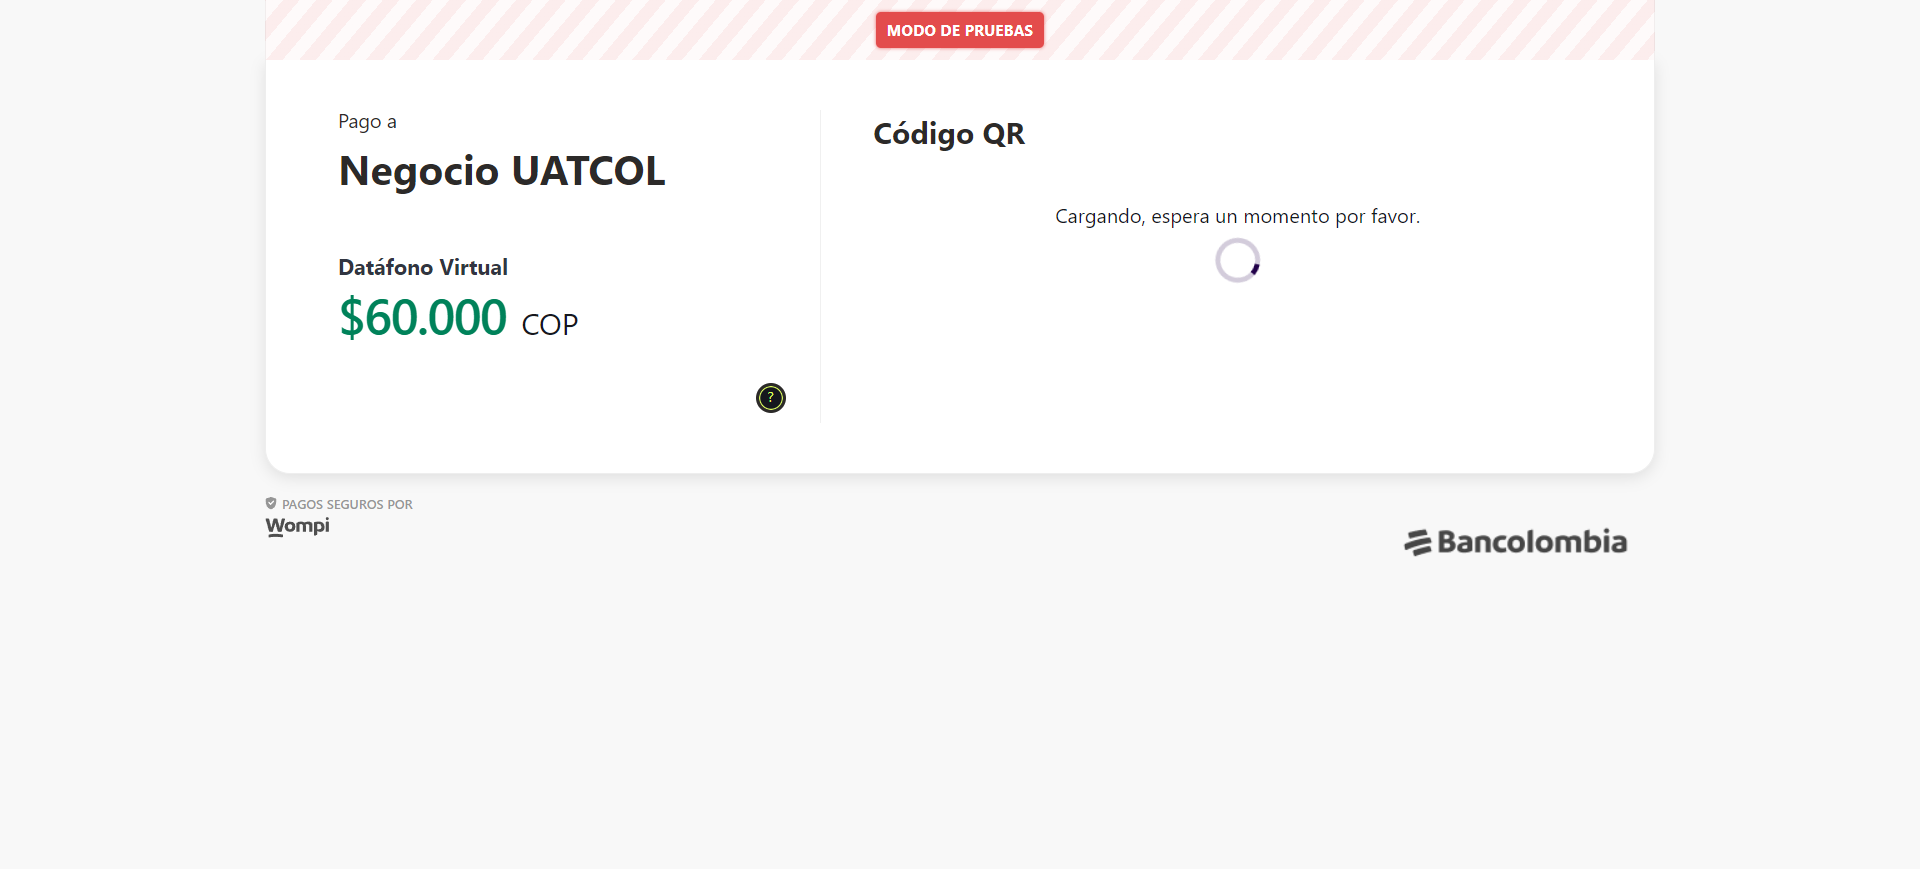 MODO DE PRUEBAS
Pago a
Negocio UATCOL
Datáfono Virtual
$60.000 COP
?
Código QR
Cargando, espera un momento por favor.
PAGOS SEGUROS POR
Wompi
Bancolombia